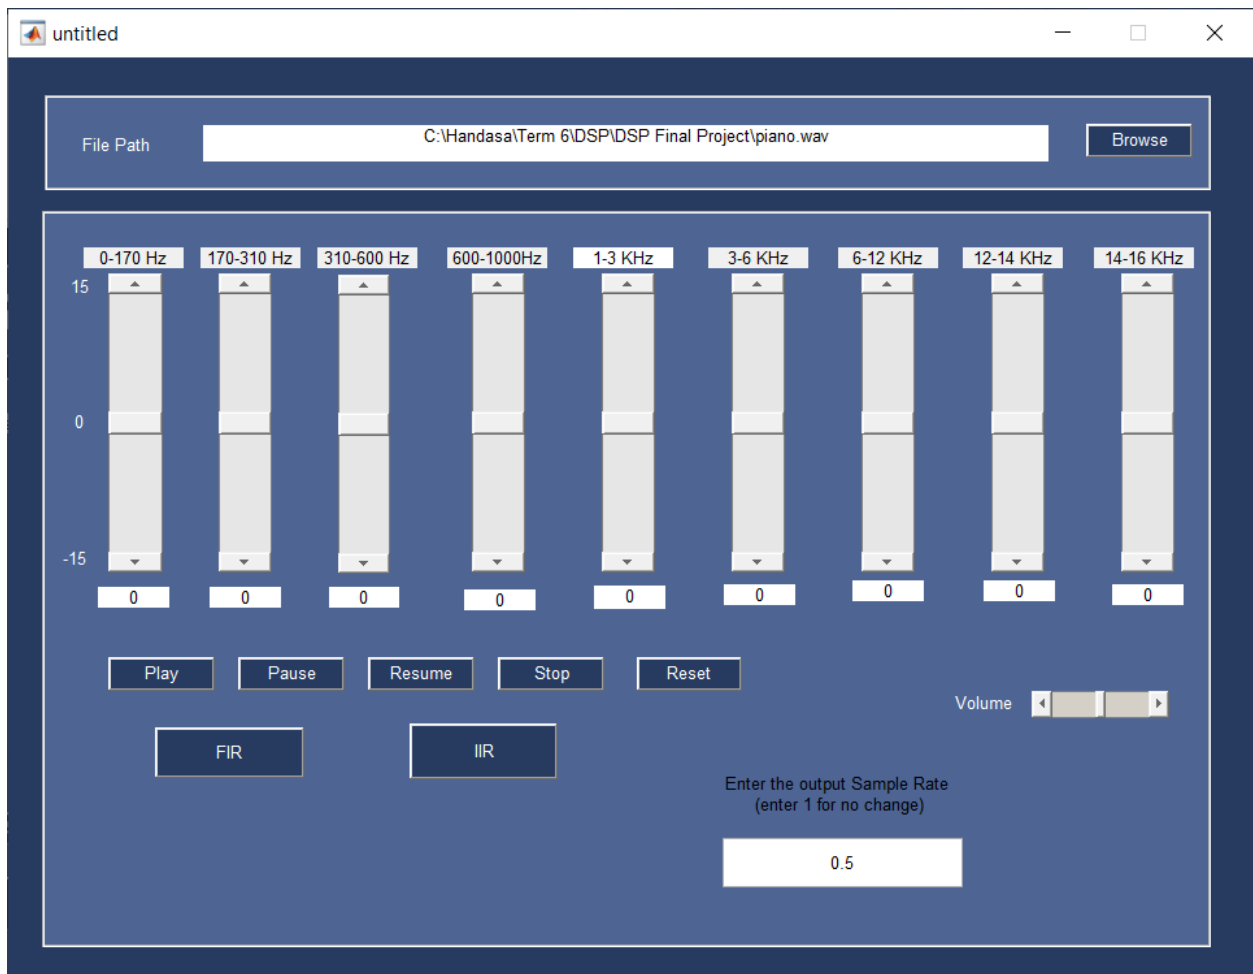 untitled
File Path
C:\Handasa\Term 6\DSP\DSP Final Project\piano.wav
Browse
0-170 Hz 170-310 Hz 310-600 Hz 600-1000Hz 1-3 KHz 3-6 KHz 6-12 KHz 12-14 KHz 14-16 KHz
15
0
-15
0 0 0 0 0 0 0 0 0
Play Pause Resume Stop Reset
Volume
FIR IIR
Enter the output Sample Rate
(enter 1 for no change)
0.5